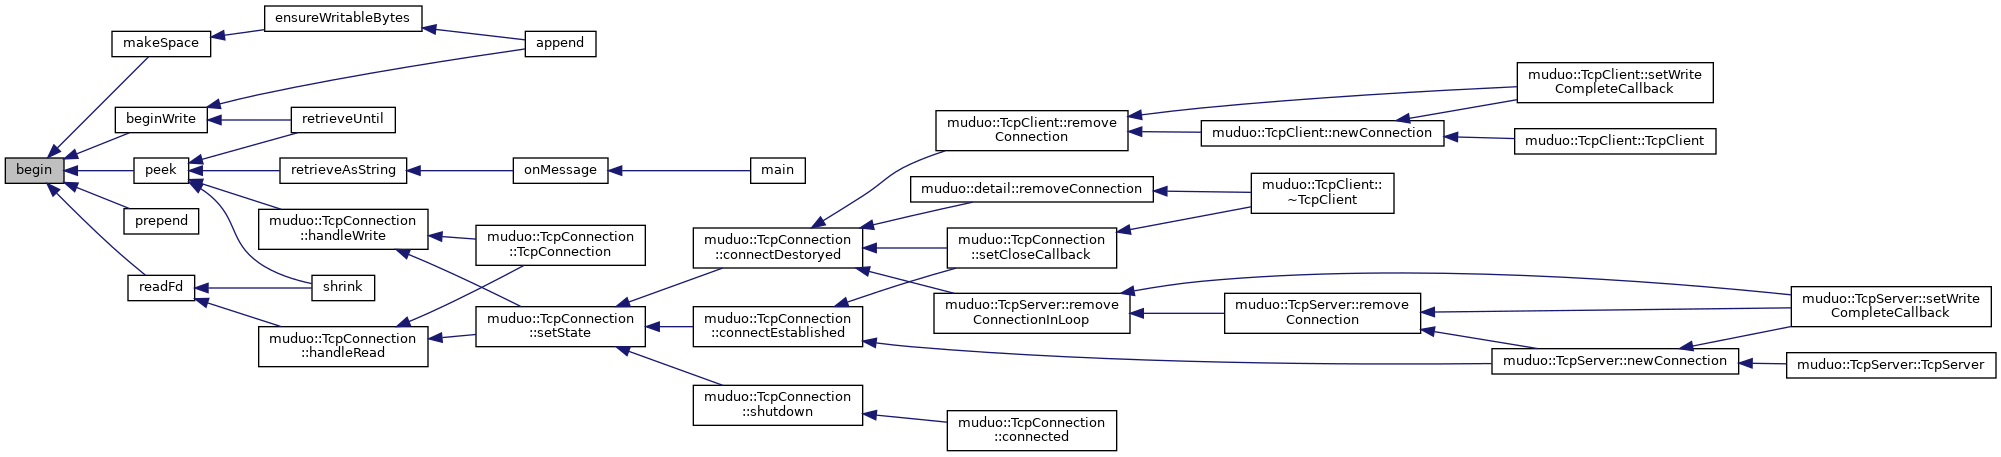 begin
makeSpace
ensureWritableBytes
append
beginWrite
retrieveUntil
peek
retrieveAsString
onMessage
main
prepend
muduo::TcpConnection
::handleWrite
muduo::TcpConnection
::TcpConnection
readFd
shrink
muduo::TcpConnection
::handleRead
muduo::TcpConnection
::setState
muduo::TcpConnection
::connectDestoryed
muduo::TcpConnection
::connectEstablished
muduo::TcpConnection
::shutdown
muduo::TcpClient::remove
Connection
muduo::detail::removeConnection
muduo::TcpConnection
::setCloseCallback
muduo::TcpServer::remove
ConnectionInLoop
muduo::TcpConnection
::connected
muduo::TcpClient::newConnection
muduo::TcpClient::
~TcpClient
muduo::TcpServer::remove
Connection
muduo::TcpClient::setWrite
CompleteCallback
muduo::TcpClient::TcpClient
muduo::TcpServer::newConnection
muduo::TcpServer::setWrite
CompleteCallback
muduo::TcpServer::TcpServer